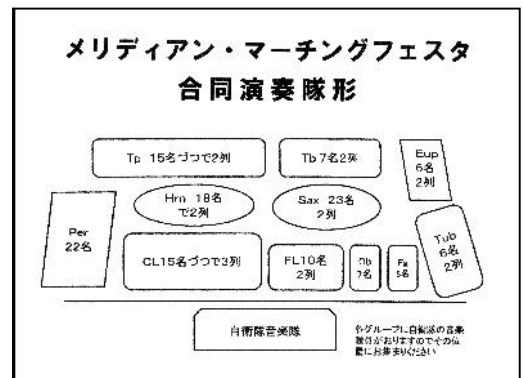 メリディアン・マーチングフェスタ
合同演奏隊形
Tp 15名づつで2列
Tb 7名2列
Eup
6名
2列
Hrn 18名
で2列
Sax 23名
2列
Per
22名
CL15名づつで3列
FL10名
2列
Ob
7名
Fa
5名
Tub
6名
2列
自衛隊音楽隊
各グループに自衛隊の音楽
隊員がおりますのでその位
置にお集まりください